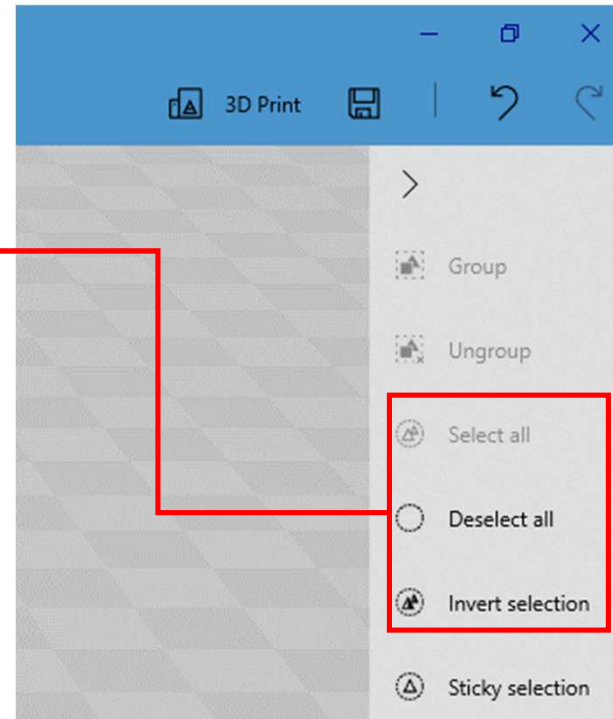 3D Print
Group
Ungroup
Select all
Deselect all
Invert selection
Sticky selection